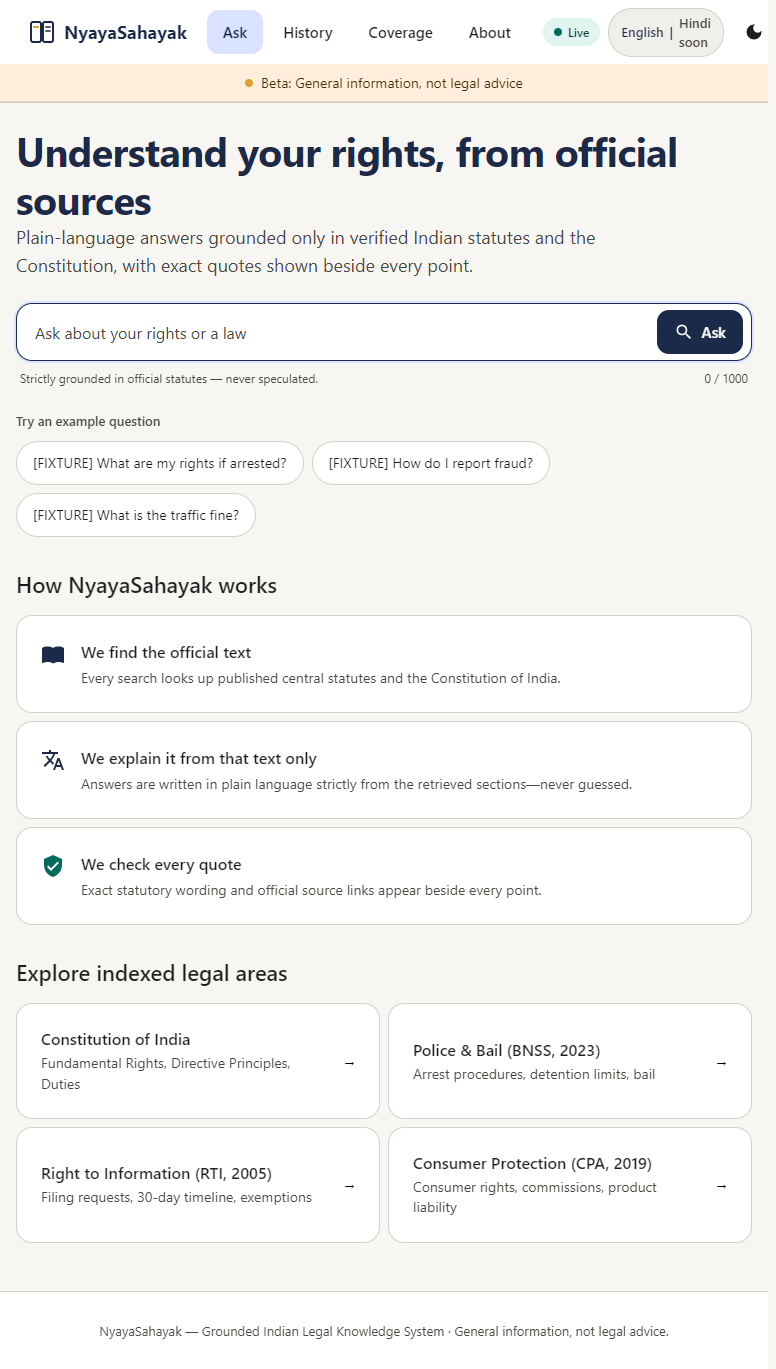 NyayaSahayak
Ask
History
Coverage
About
Live
English | Hindi soon
Beta: General information, not legal advice
Understand your rights, from official
sources
Plain-language answers grounded only in verified Indian statutes and the
Constitution, with exact quotes shown beside every point.
Ask about your rights or a law
Ask
Strictly grounded in official statutes — never speculated.
0 / 1000
Try an example question
[FIXTURE] What are my rights if arrested?
[FIXTURE] How do I report fraud?
[FIXTURE] What is the traffic fine?
How NyayaSahayak works
We find the official text
Every search looks up published central statutes and the Constitution of India.
We explain it from that text only
Answers are written in plain language strictly from the retrieved sections—never guessed.
We check every quote
Exact statutory wording and official source links appear beside every point.
Explore indexed legal areas
Constitution of India
Fundamental Rights, Directive Principles,
Duties
→
Police & Bail (BNSS, 2023)
Arrest procedures, detention limits, bail
→
Right to Information (RTI, 2005)
Filing requests, 30-day timeline, exemptions
→
Consumer Protection (CPA, 2019)
Consumer rights, commissions, product
liability
→
NyayaSahayak — Grounded Indian Legal Knowledge System · General information, not legal advice.